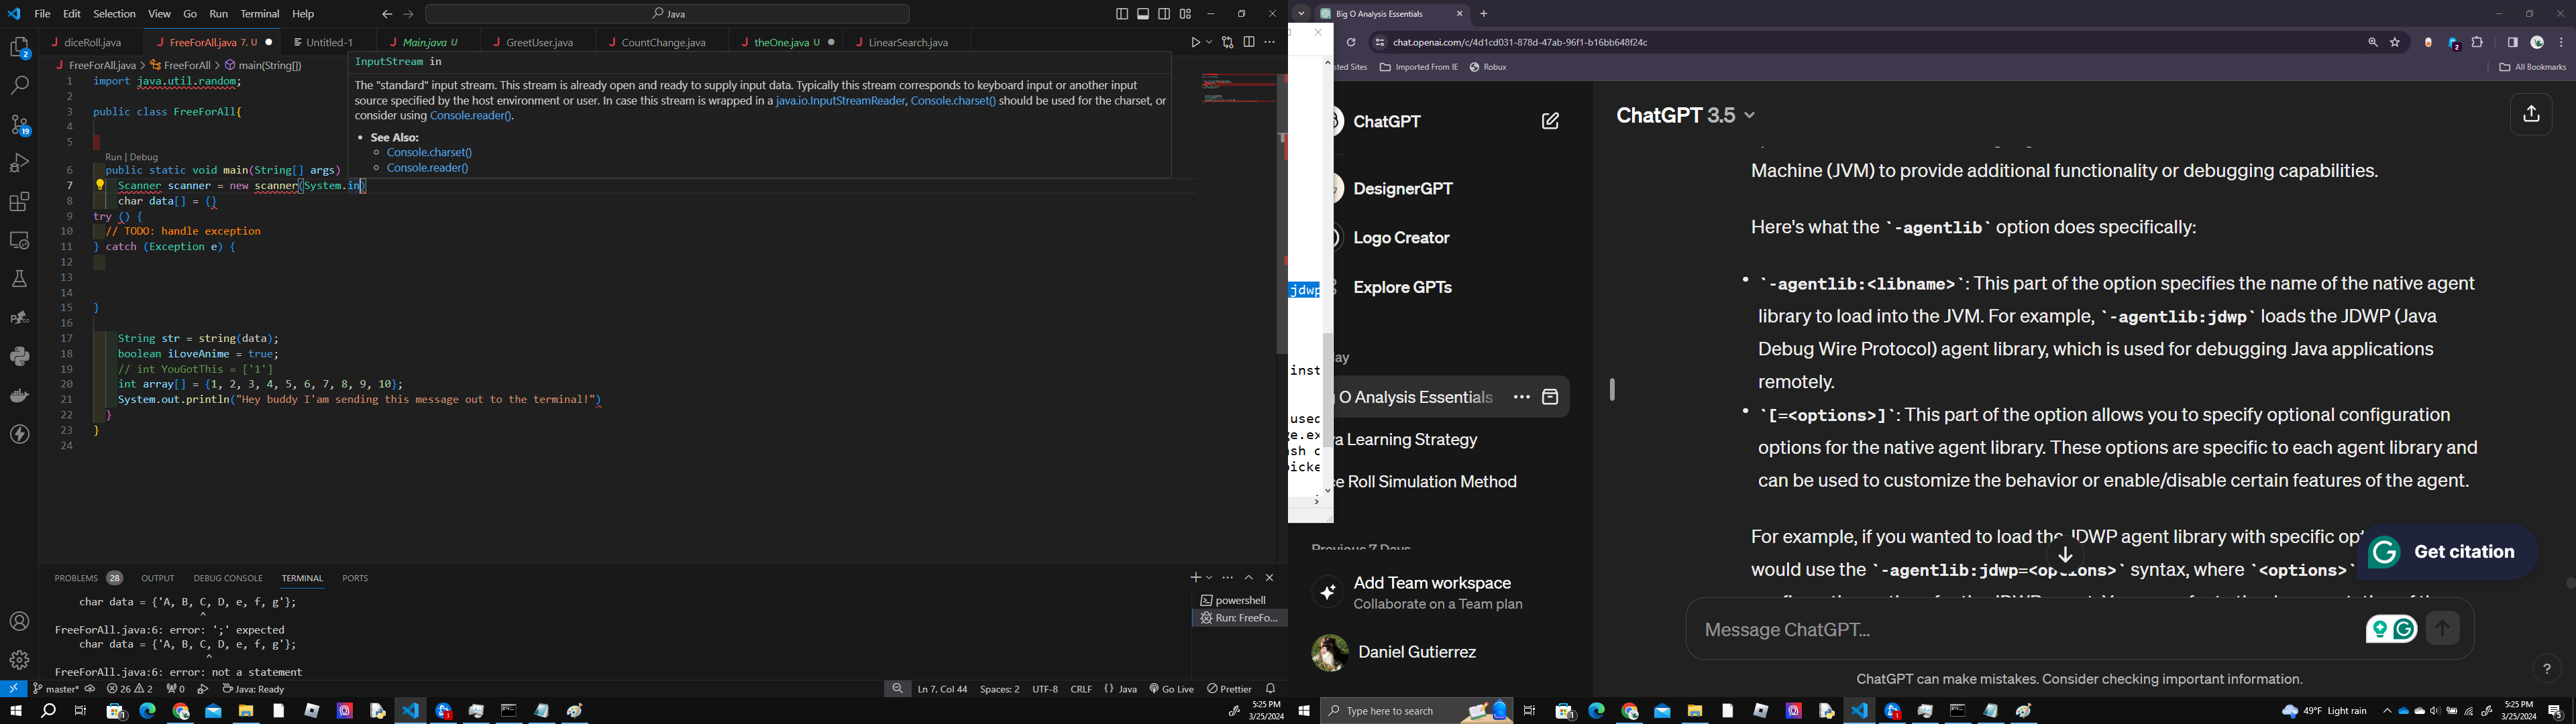 File Edit Selection View Go Run Terminal Help
Java
diceRoll.java
FreeForAll.java 7, U
Untitled-1
Main.java U
GreetUser.java
CountChange.java
theOne.java U
LinearSearch.java
FreeForAll.java > FreeForAll > main(String[])
InputStream in
The "standard" input stream. This stream is already open and ready to supply input data. Typically this stream corresponds to keyboard input or another input
source specified by the host environment or user. In case this stream is wrapped in a java.io.InputStreamReader, Console.charset() should be used for the charset, or
consider using Console.reader().
• See Also:
Console.charset()
Console.reader()
1 import java.util.random;
2
3 public class FreeForAll{
4
5
Run | Debug
6 public static void main(String[] args)
7 Scanner scanner = new scanner(System.in)
8 char data[] = {}
9 try () {
10 // TODO: handle exception
11 } catch (Exception e) {
12
13
14
15 }
16
17 String str = string(data);
18 boolean iLoveAnime = true;
19 // int YouGotThis = ['1']
20 int array[] = {1, 2, 3, 4, 5, 6, 7, 8, 9, 10};
21 System.out.println("Hey buddy I'am sending this message out to the terminal!")
22 }
23 }
24
PROBLEMS 28 OUTPUT DEBUG CONSOLE TERMINAL PORTS
char data = {'A, B, C, D, e, f, g'};
^
FreeForAll.java:6: error: ';' expected
char data = {'A, B, C, D, e, f, g'};
^
FreeForAll.java:6: error: not a statement
powershell
Run: FreeFo...
master* 26 2 0 Java: Ready
Ln 7, Col 44 Spaces: 2 UTF-8 CRLF {} Java Go Live Prettier
5:25 PM
3/25/2024
Big O Analysis Essentials
chat.openai.com/c/4d1cd031-878d-47ab-96f1-b16bb648f24c
sted Sites Imported From IE Robux
All Bookmarks
jdwp
inst
used
ge.ex
ash c
picke
ChatGPT
DesignerGPT
Logo Creator
Explore GPTs
ay
g O Analysis Essentials
va Learning Strategy
ce Roll Simulation Method
Previous 7 Days
Add Team workspace
Collaborate on a Team plan
Daniel Gutierrez
ChatGPT 3.5
Machine (JVM) to provide additional functionality or debugging capabilities.
Here's what the `-agentlib` option does specifically:
• `-agentlib:<libname>`: This part of the option specifies the name of the native agent
library to load into the JVM. For example, `-agentlib:jdwp` loads the JDWP (Java
Debug Wire Protocol) agent library, which is used for debugging Java applications
remotely.
• `[=<options>]`: This part of the option allows you to specify optional configuration
options for the native agent library. These options are specific to each agent library and
can be used to customize the behavior or enable/disable certain features of the agent.
For example, if you wanted to load the JDWP agent library with specific opt
would use the `-agentlib:jdwp=<options>` syntax, where `<options>`
Get citation
Message ChatGPT...
ChatGPT can make mistakes. Consider checking important information.
?
Type here to search
49°F Light rain
5:25 PM
3/25/2024